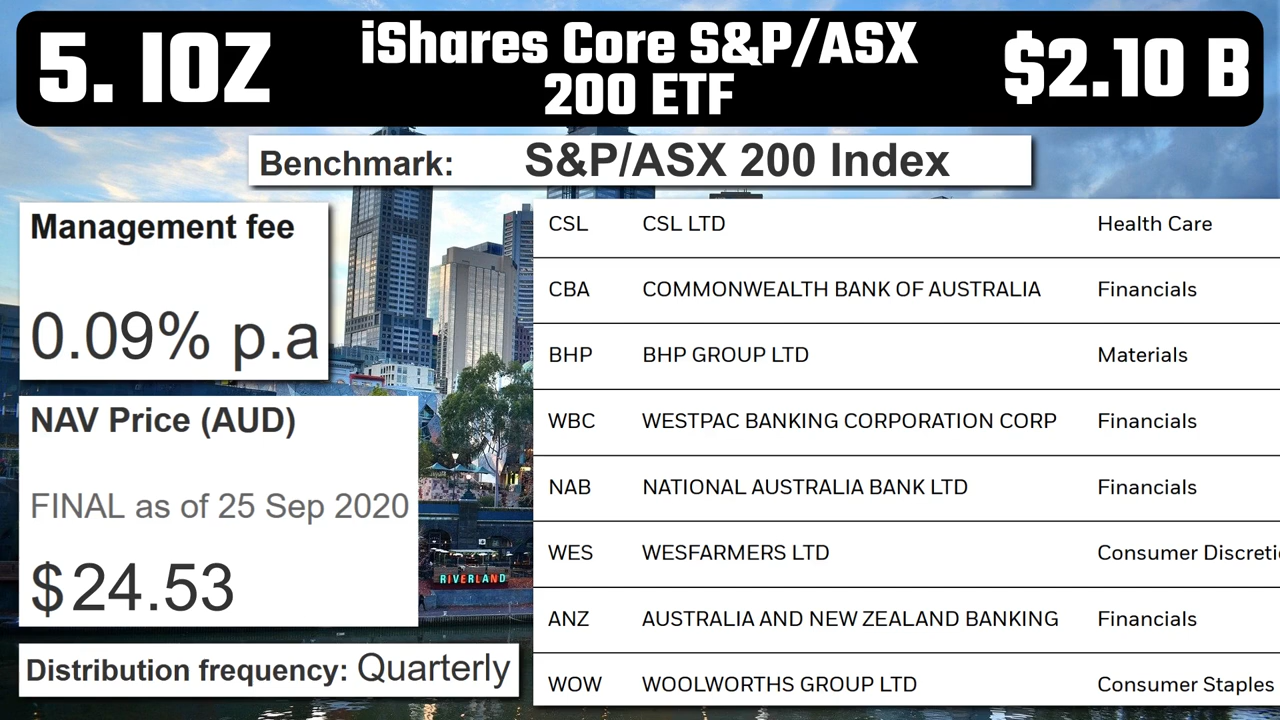 5. IOZ
iShares Core S&P/ASX
200 ETF
$2.10 B
Benchmark: S&P/ASX 200 Index
Management fee
0.09% p.a
NAV Price (AUD)
FINAL as of 25 Sep 2020
$24.53
Distribution frequency: Quarterly
CSL CSL LTD Health Care
CBA COMMONWEALTH BANK OF AUSTRALIA Financials
BHP BHP GROUP LTD Materials
WBC WESTPAC BANKING CORPORATION CORP Financials
NAB NATIONAL AUSTRALIA BANK LTD Financials
WES WESFARMERS LTD Consumer Discreti
ANZ AUSTRALIA AND NEW ZEALAND BANKING Financials
WOW WOOLWORTHS GROUP LTD Consumer Staples
RIVERLAND